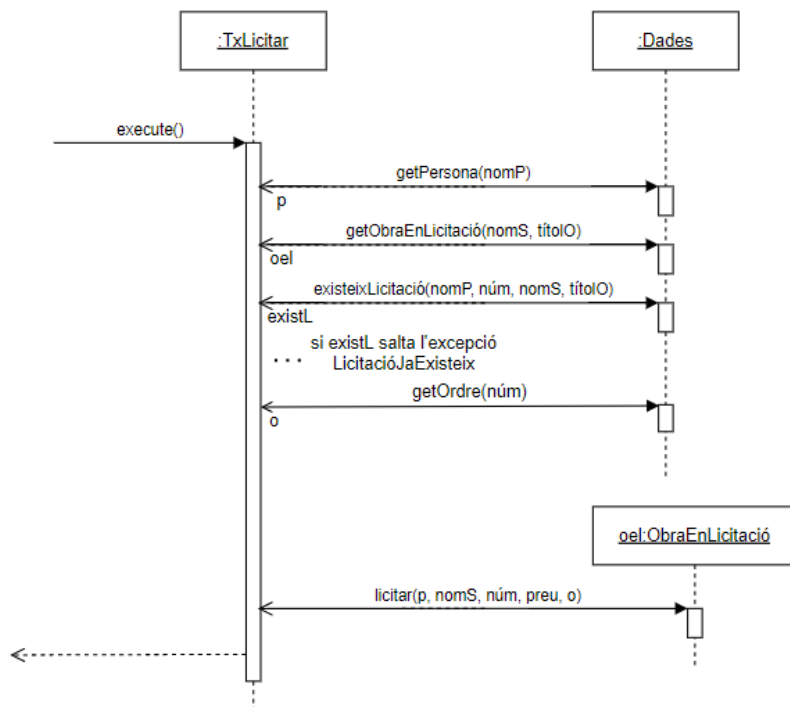 :TxLicitar
:Dades
execute()
getPersona(nomP)
p
getObraEnLicitació(nomS, títolO)
oel
existeixLicitació(nomP, núm, nomS, títolO)
existL
si existL salta l'excepció
LicitacióJaExisteix
...
getOrdre(núm)
o
oel:ObraEnLicitació
licitar(p, nomS, núm, preu, o)